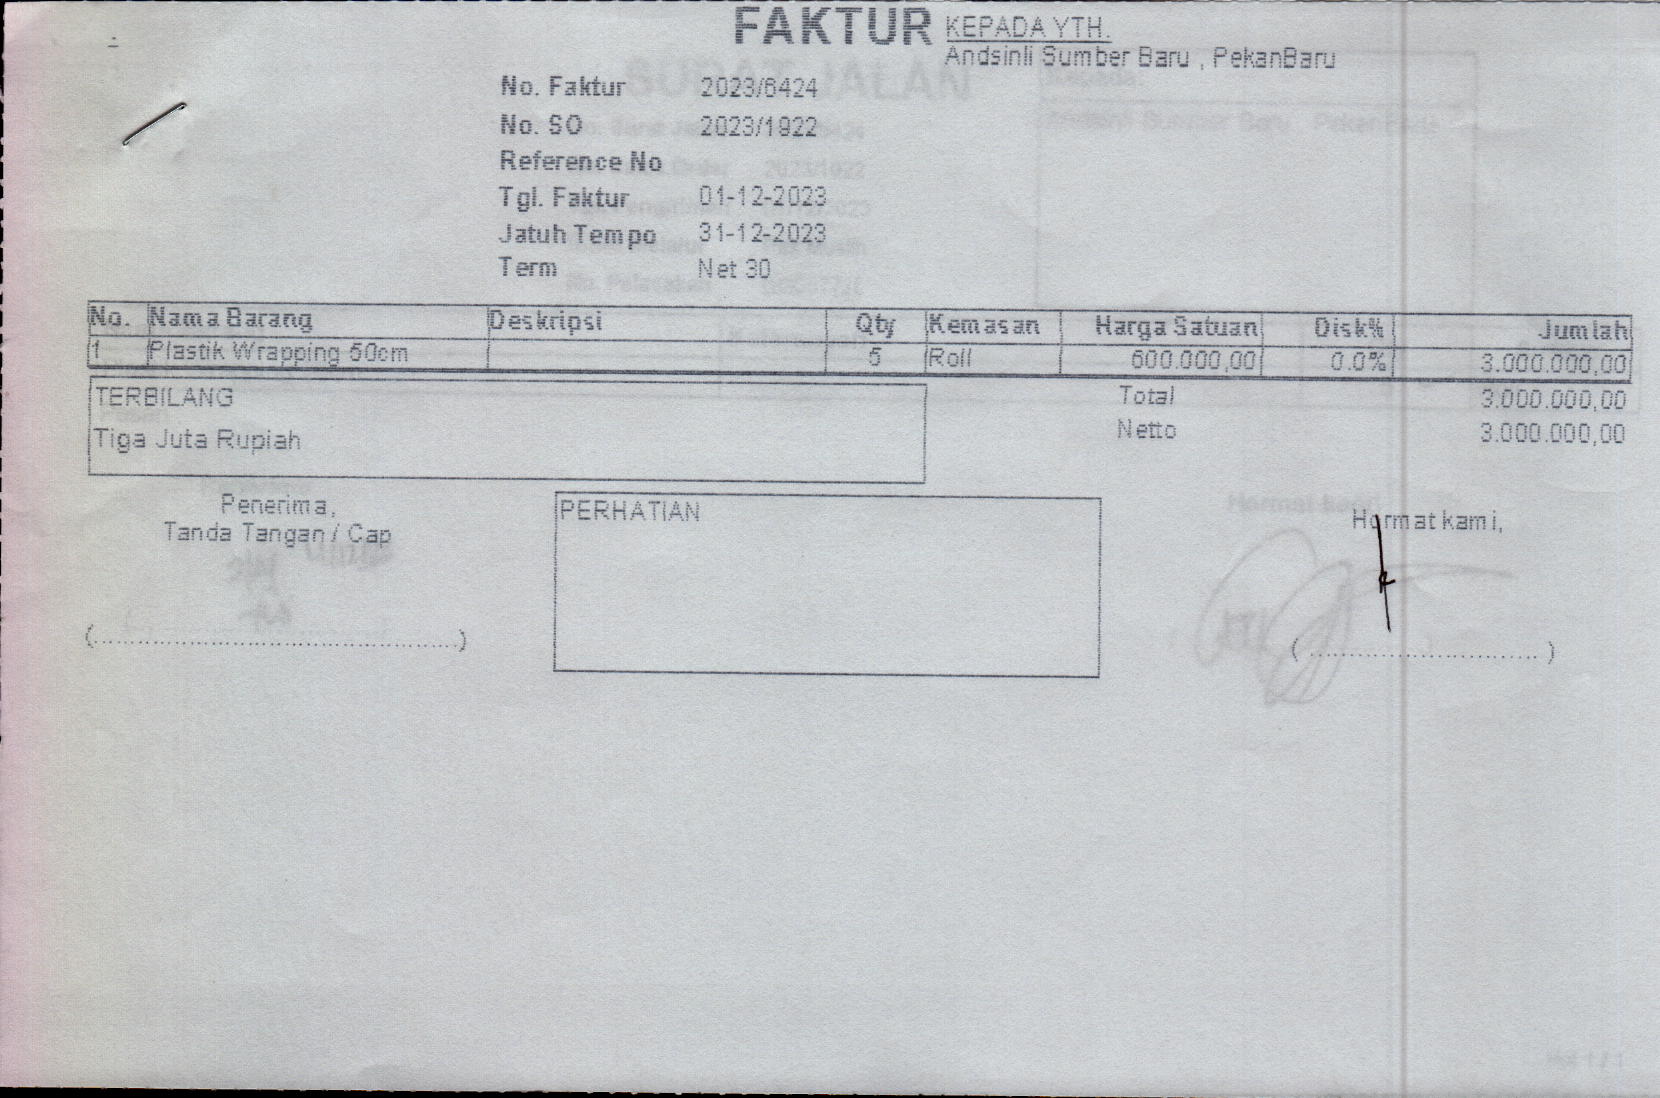 FAKTUR
KEPADA YTH.
Andsinli Sumber Baru , PekanBaru
No. Faktur 2023/6424
No. SO 2023/1922
Reference No
Tgl. Faktur 01-12-2023
Jatuh Tempo 31-12-2023
Term Net 30
No. Nama Barang Deskripsi Qty Kemasan Harga Satuan Disk% Jumlah
1 Plastik Wrapping 50cm 5 Roll 600.000,00 0.0% 3.000.000,00
TERBILANG
Tiga Juta Rupiah
Total 3.000.000,00
Netto 3.000.000,00
Penerima,
Tanda Tangan / Cap
PERHATIAN
Hormat kami,
(..........................................)
( ............................ )